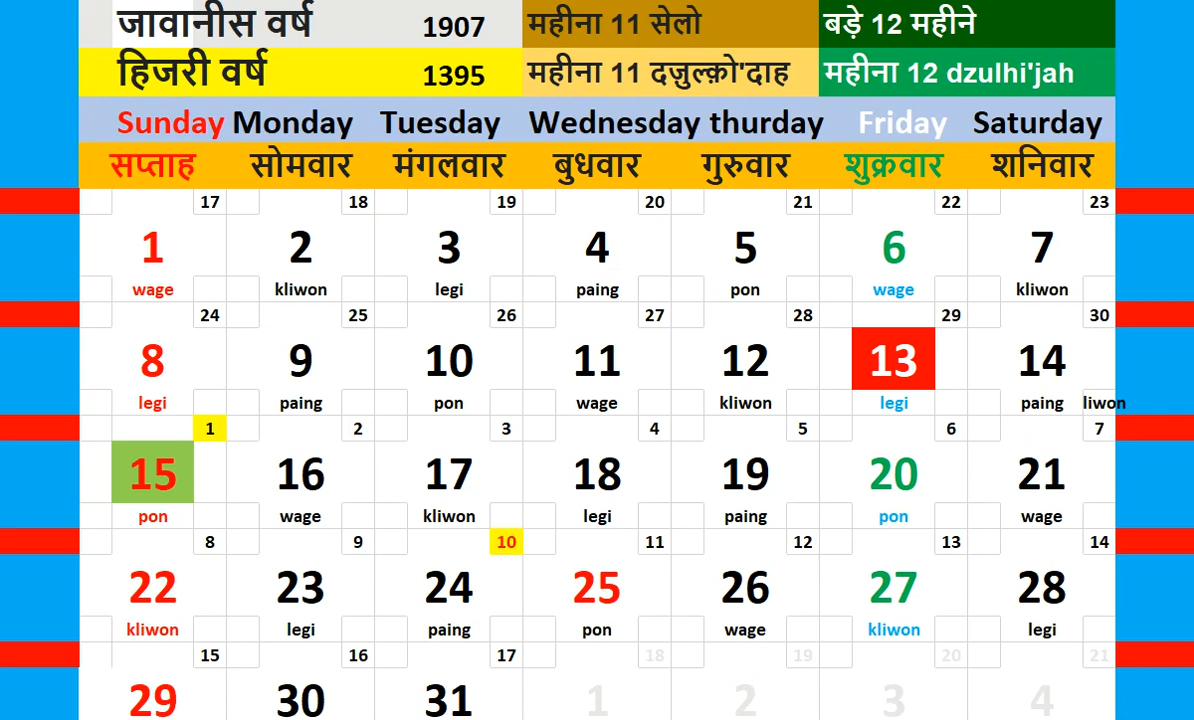 जावानीस वर्ष 1907 महीना 11 सेलो बड़े 12 महीने
हिजरी वर्ष 1395 महीना 11 दज़ुल्क़ो'दाह महीना 12 dzulhi'jah
Sunday Monday Tuesday Wednesday thurday Friday Saturday
सप्ताह सोमवार मंगलवार बुधवार गुरुवार शुक्रवार शनिवार
17 18 19 20 21 22 23
1 2 3 4 5 6 7
wage kliwon legi paing pon wage kliwon
24 25 26 27 28 29 30
8 9 10 11 12 13 14
legi paing pon wage kliwon legi paing liwon
1 2 3 4 5 6 7
15 16 17 18 19 20 21
pon wage kliwon legi paing pon wage
8 9 10 11 12 13 14
22 23 24 25 26 27 28
kliwon legi paing pon wage kliwon legi
15 16 17 18 19 20 21
29 30 31 1 2 3 4